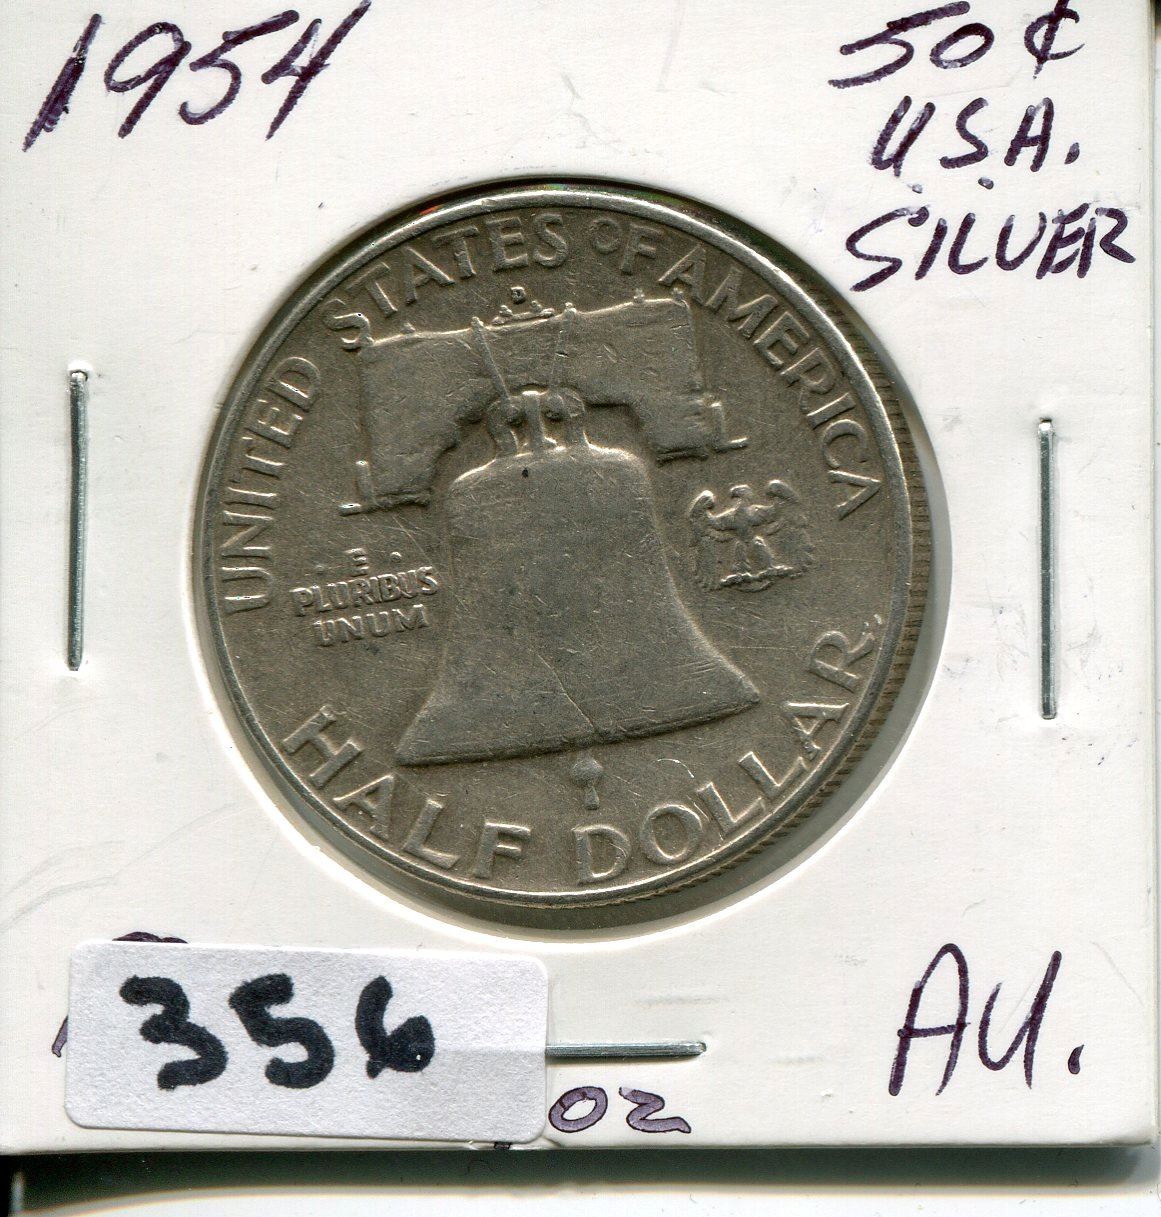 1954
50¢
U.S.A.
SILVER
UNITED STATES OF AMERICA
D
· E ·
PLURIBUS
UNUM
HALF DOLLAR
356
OZ
AU.